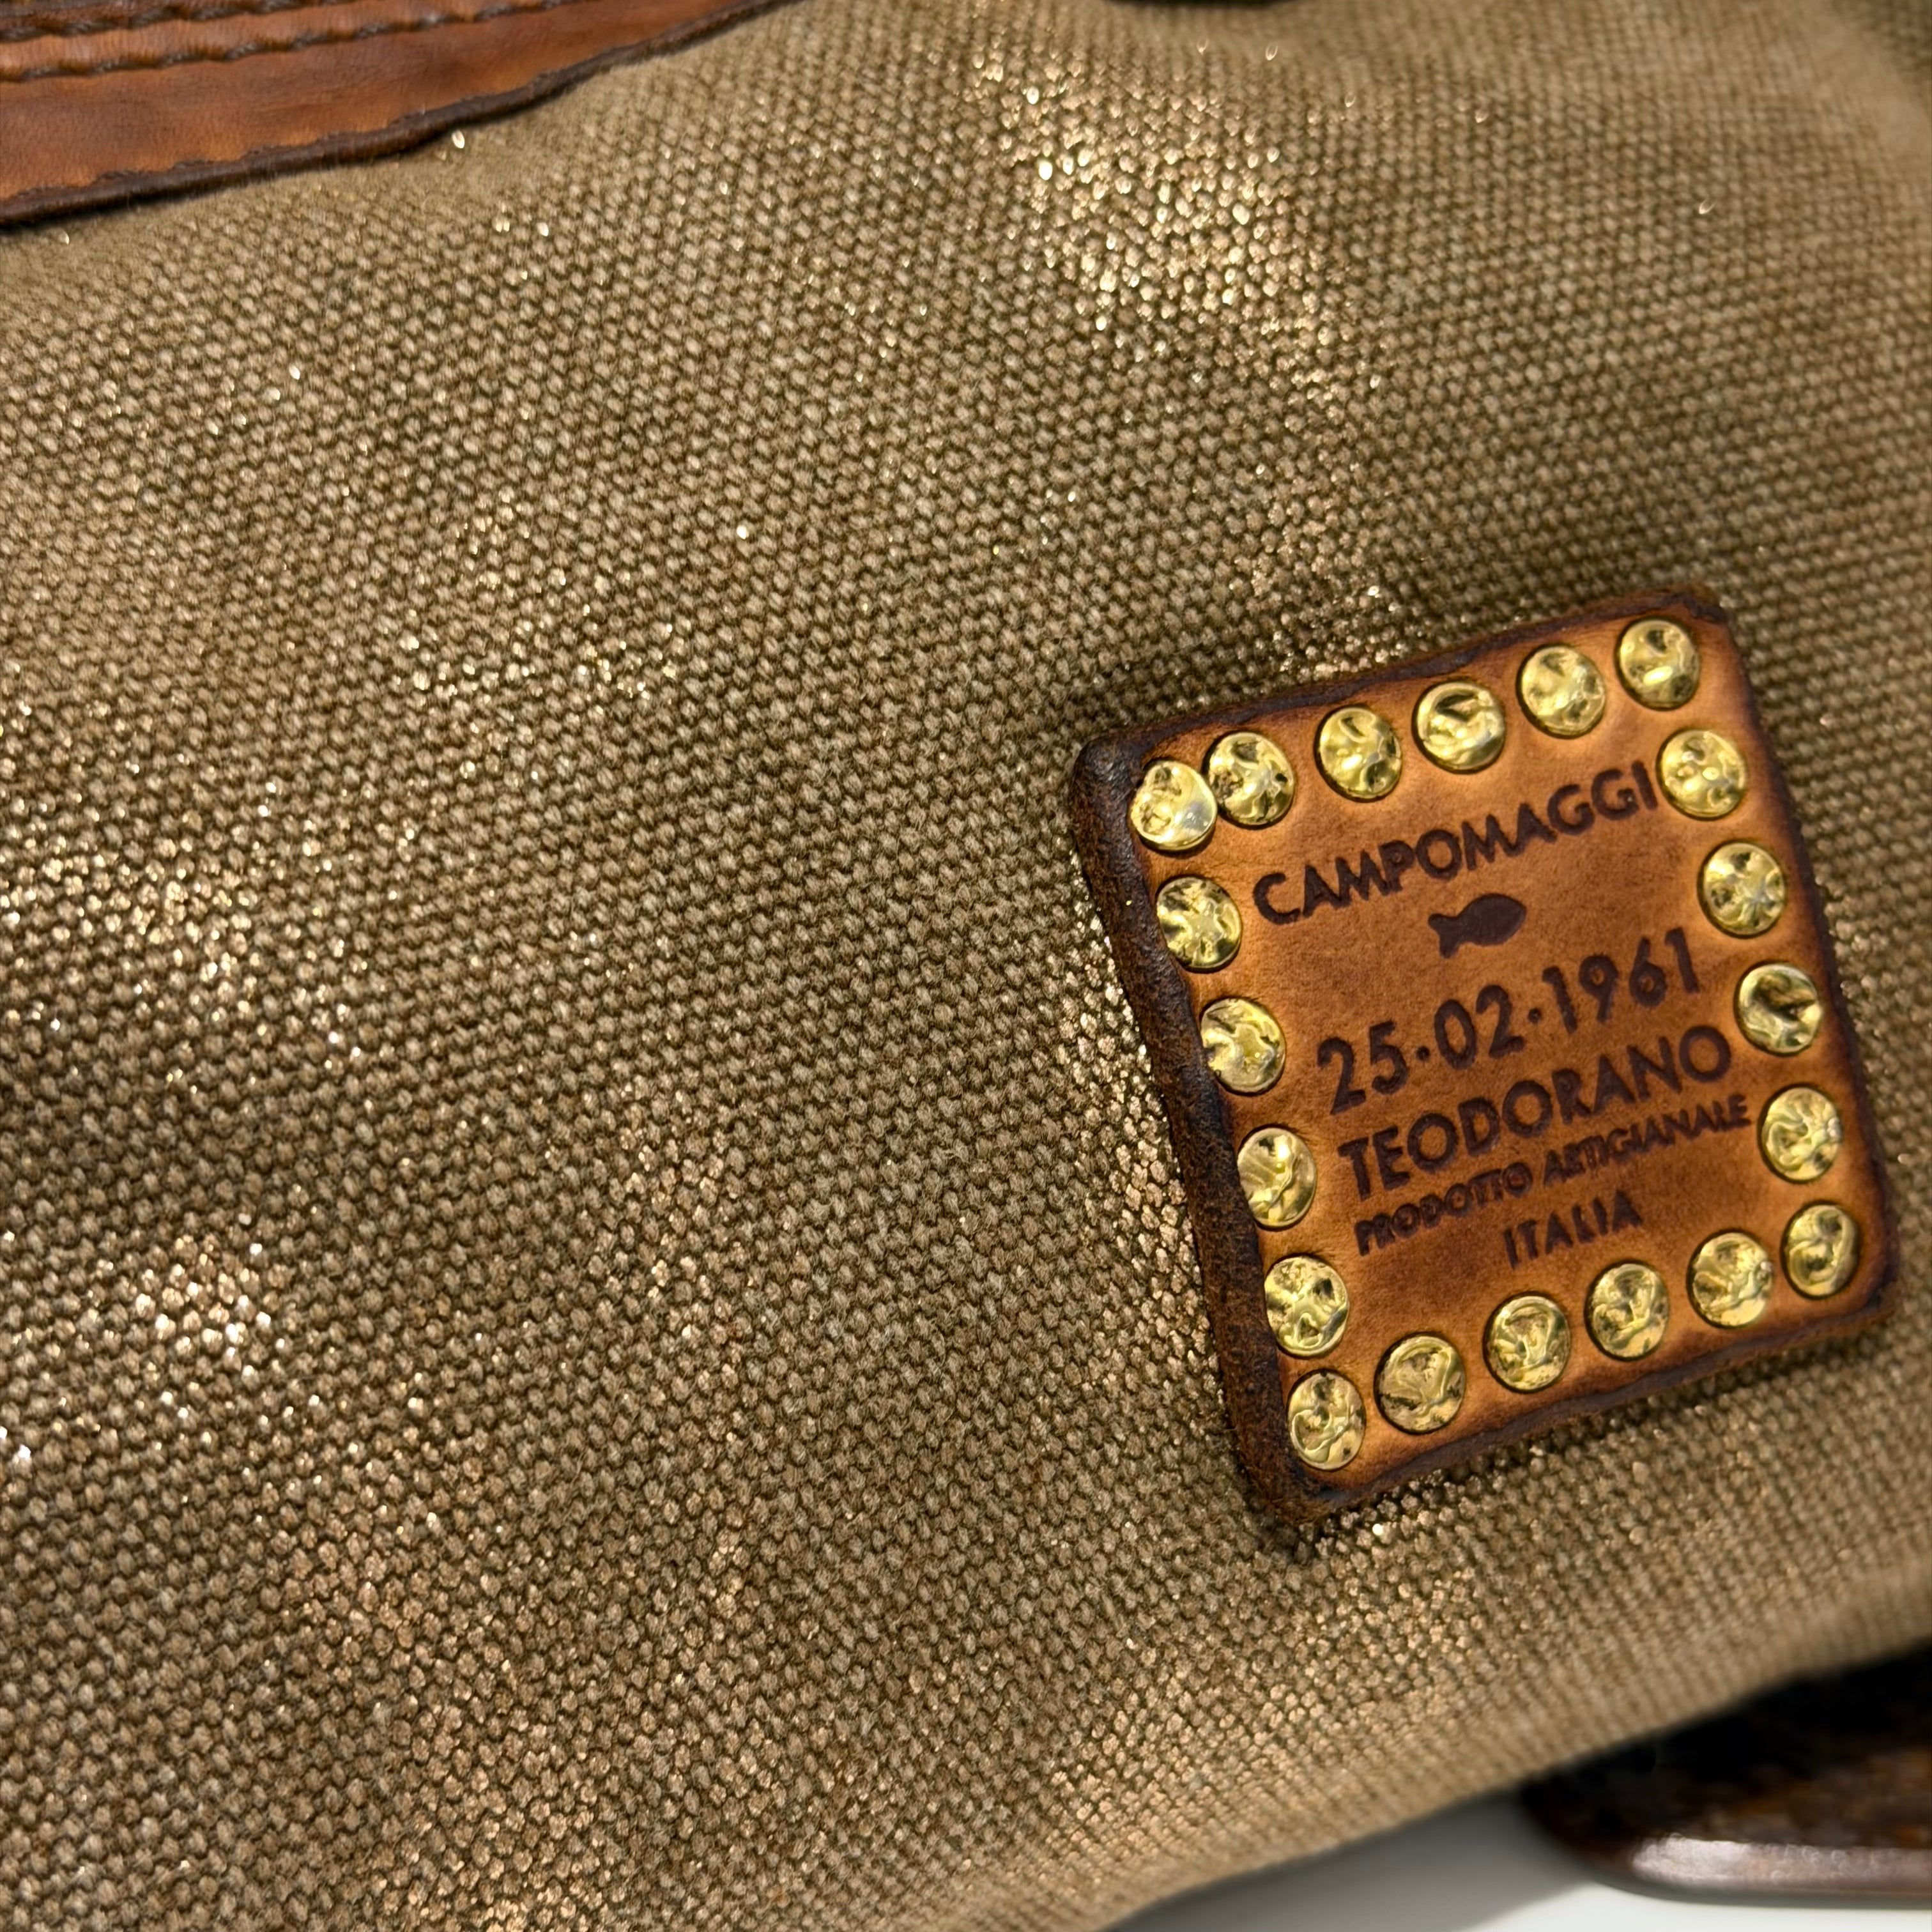 CAMPOMAGGI
25·02·1961
TEODORANO
PRODOTTO ARTIGIANALE
ITALIA